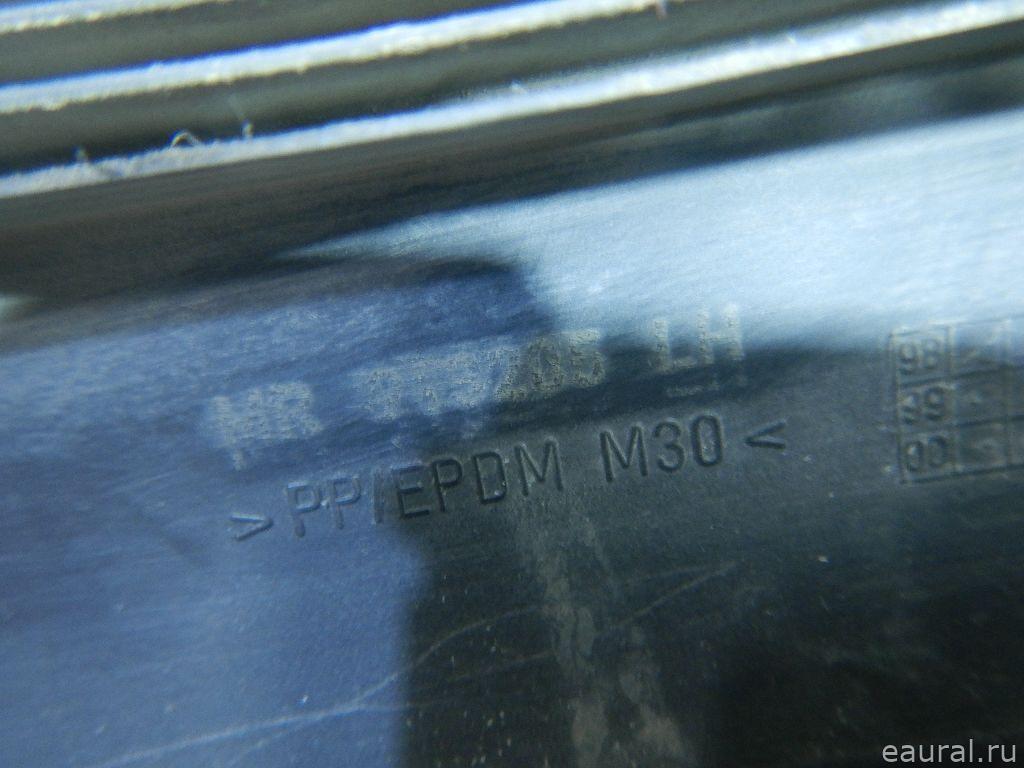 MR LH
>PP/EPDM M30<
98
99
00
eaural.ru